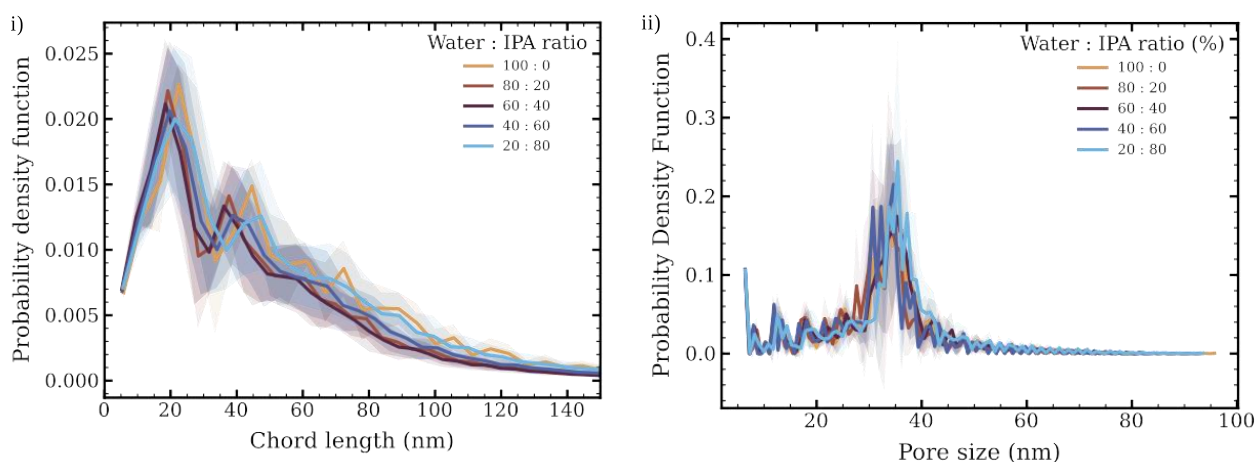 i)
Probability density function
0.025
0.020
0.015
0.010
0.005
0.000
0
20
40
60
80
100
120
140
Chord length (nm)
Water : IPA ratio
100 : 0
80 : 20
60 : 40
40 : 60
20 : 80
ii)
Probability Density Function
0.4
0.3
0.2
0.1
0.0
20
40
60
80
100
Pore size (nm)
Water : IPA ratio (%)
100 : 0
80 : 20
60 : 40
40 : 60
20 : 80